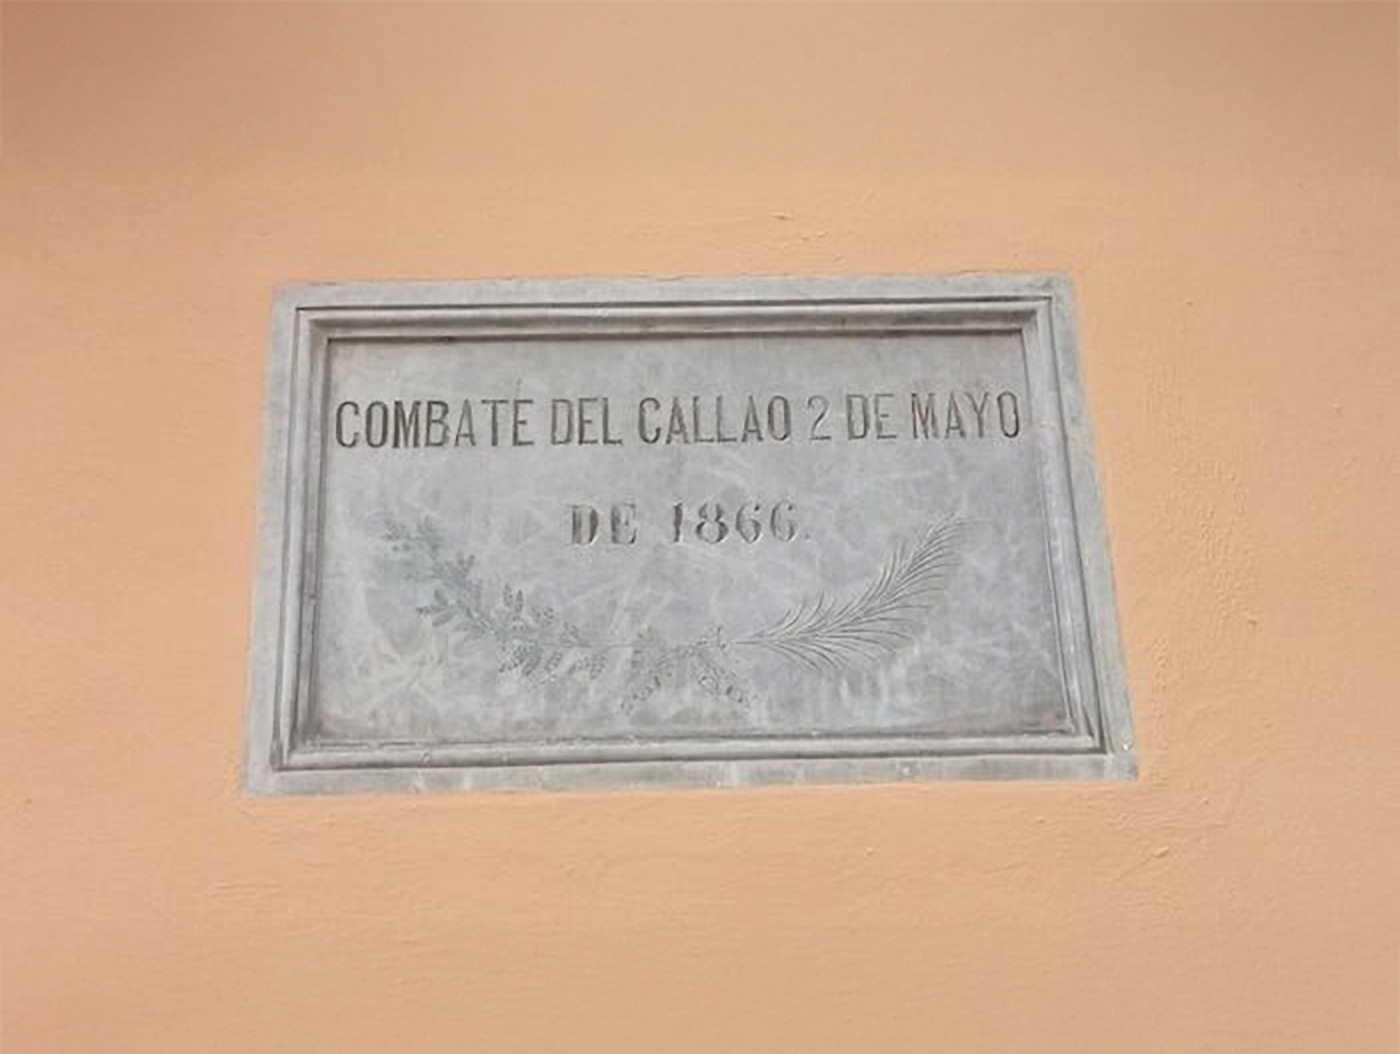 COMBATE DEL CALLAO 2 DE MAYO
DE 1866.